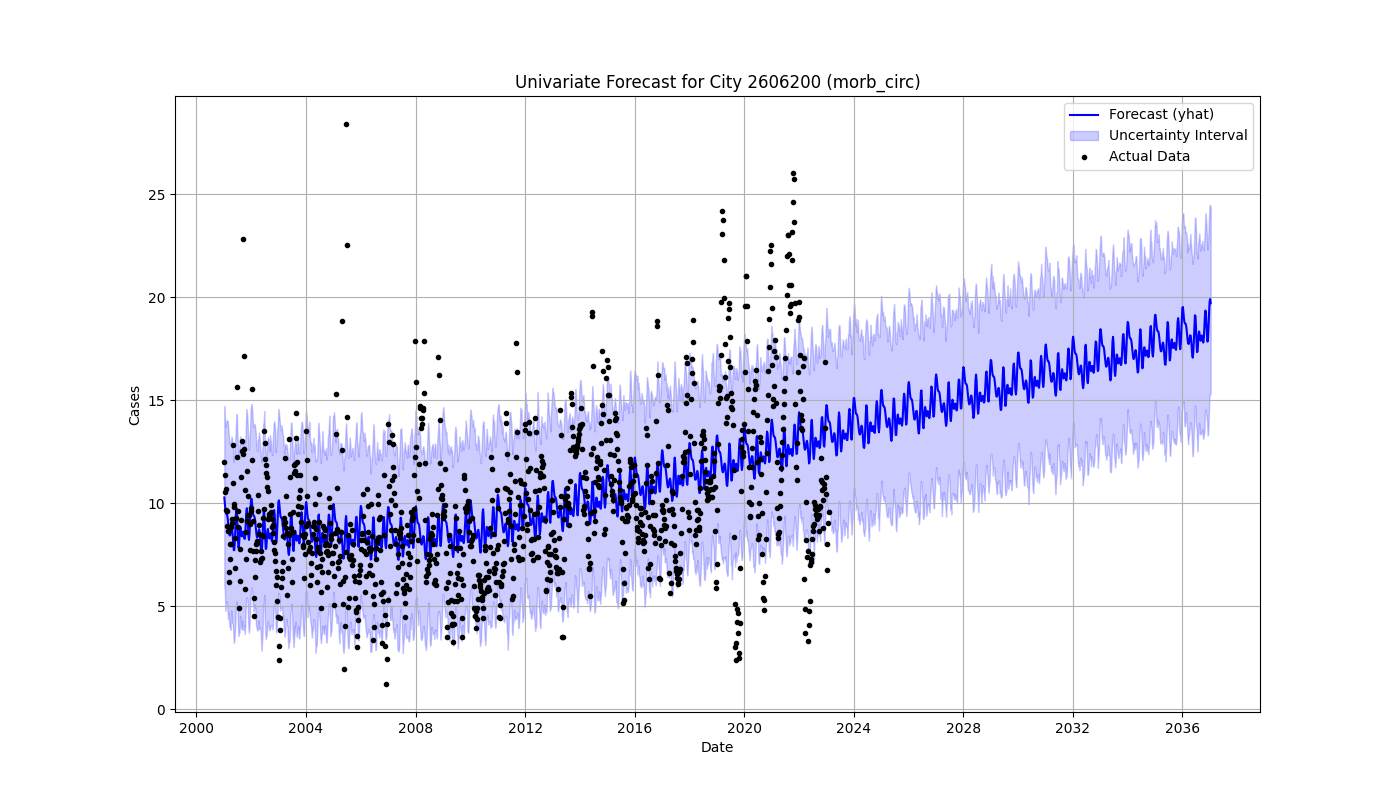 Univariate Forecast for City 2606200 (morb_circ)
Forecast (yhat)
Uncertainty Interval
Actual Data
Cases
25
20
15
10
5
0
2000 2004 2008 2012 2016 2020 2024 2028 2032 2036
Date